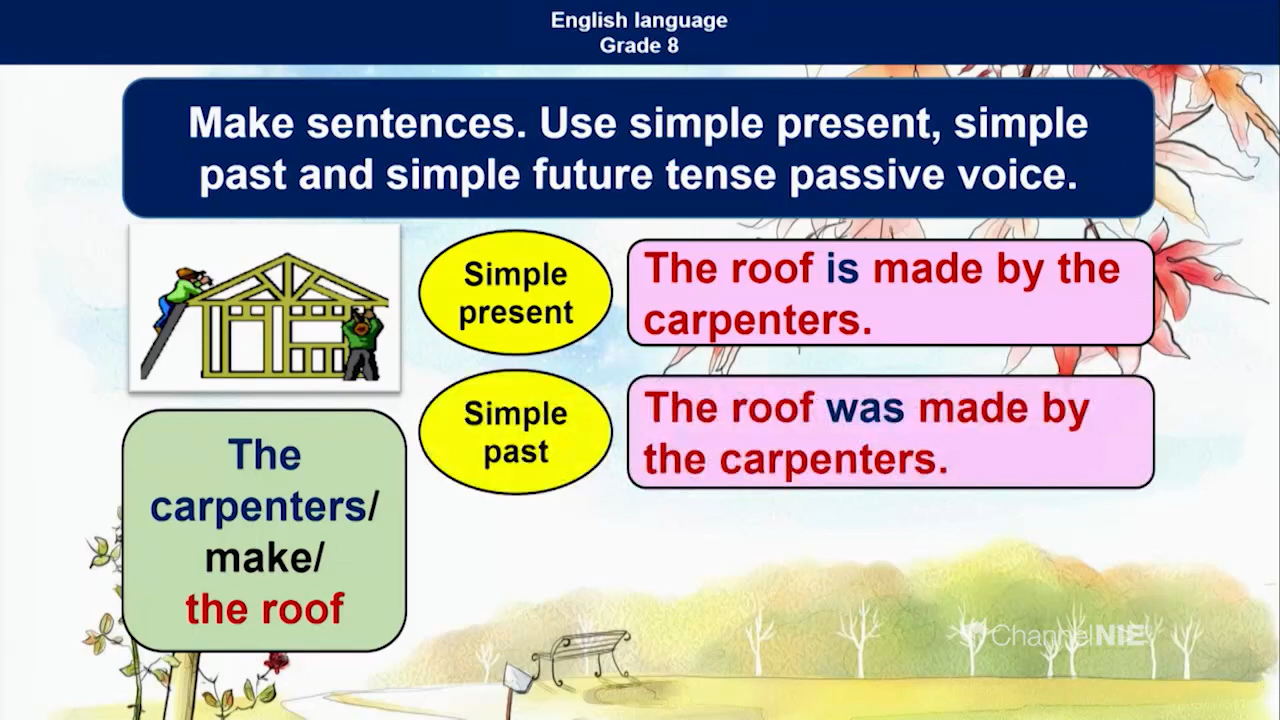 English language
Grade 8
Make sentences. Use simple present, simple
past and simple future tense passive voice.
Simple
present
The roof is made by the
carpenters.
Simple
past
The roof was made by
the carpenters.
The
carpenters/
make/
the roof
ChannelNIE